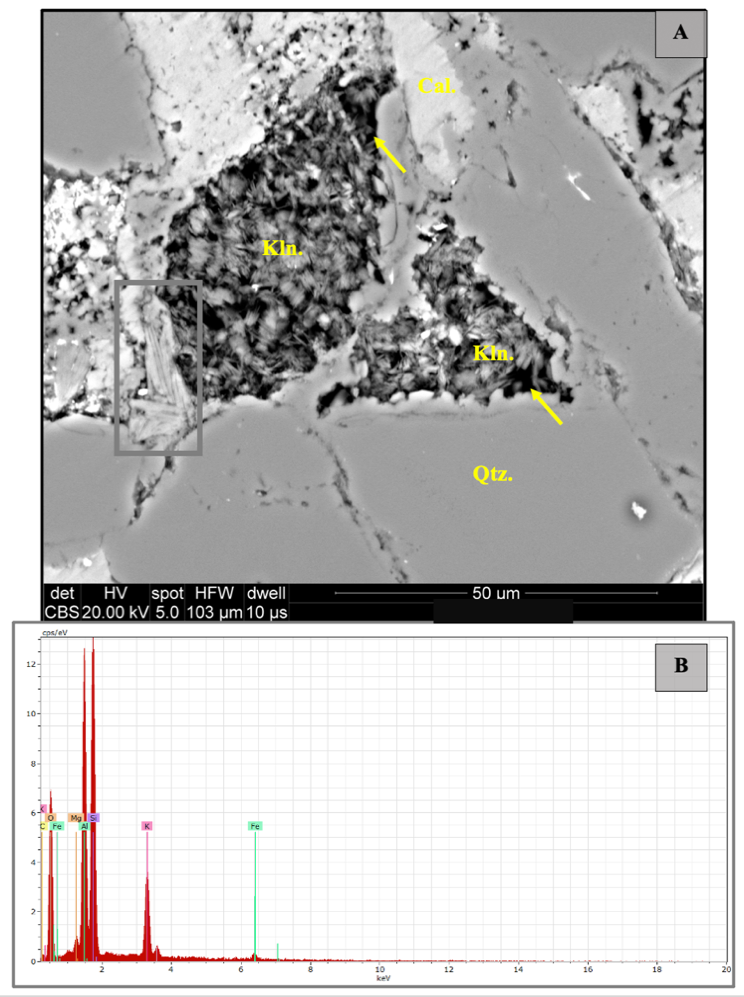 A
Cal.
Kln.
Kln.
Qtz.
det HV spot HFW dwell
CBS 20.00 kV 5.0 103 µm 10 µs
50 um
cps/eV
B
12
10
8
6
4
2
0
K
O Mg Si
C Fe Al K Fe
2 4 6 8 10 12 14 16 18 20
keV